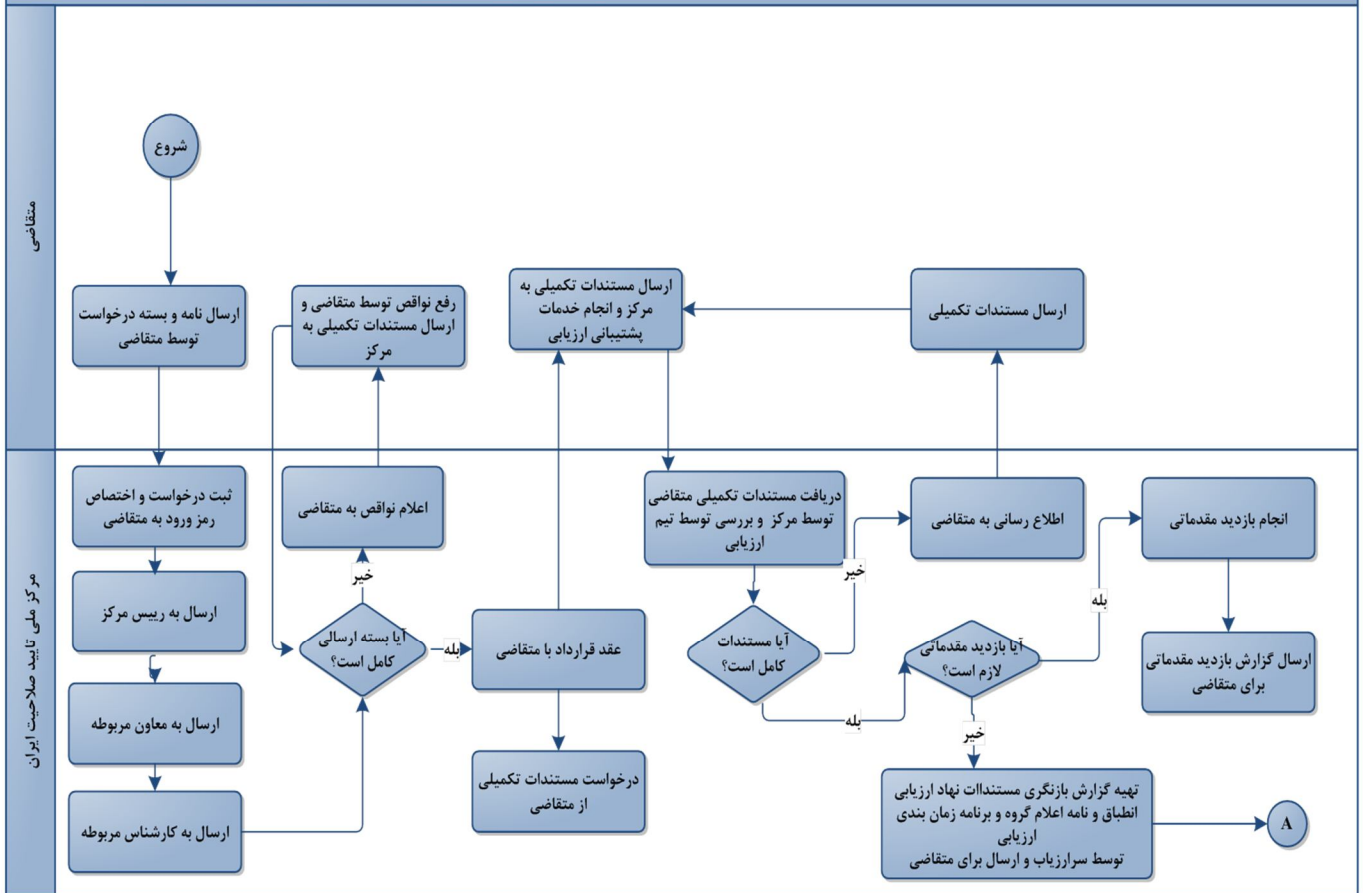 متقاضی
شروع
ارسال نامه و بسته درخواست
توسط متقاضی
رفع نواقص توسط متقاضی و
ارسال مستندات تکمیلی به
مرکز
ارسال مستندات تکمیلی به
مرکز و انجام خدمات
پشتیبانی ارزیابی
ارسال مستندات تکمیلی
مرکز ملی تایید صلاحیت ایران
ثبت درخواست و اختصاص
رمز ورود به متقاضی
ارسال به رییس مرکز
ارسال به معاون مربوطه
ارسال به کارشناس مربوطه
اعلام نواقص به متقاضی
خیر
آیا بسته ارسالی
کامل است؟
بله
عقد قرارداد با متقاضی
درخواست مستندات تکمیلی
از متقاضی
دریافت مستندات تکمیلی متقاضی
توسط مرکز و بررسی توسط تیم
ارزیابی
آیا مستندات
کامل است؟
خیر
بله
اطلاع رسانی به متقاضی
آیا بازدید مقدماتی
لازم است؟
بله
خیر
انجام بازدید مقدماتی
ارسال گزارش بازدید مقدماتی
برای متقاضی
تهیه گزارش بازنگری مستنداات نهاد ارزیابی
انطباق و نامه اعلام گروه و برنامه زمان بندی
ارزیابی
توسط سرارزیاب و ارسال برای متقاضی
A